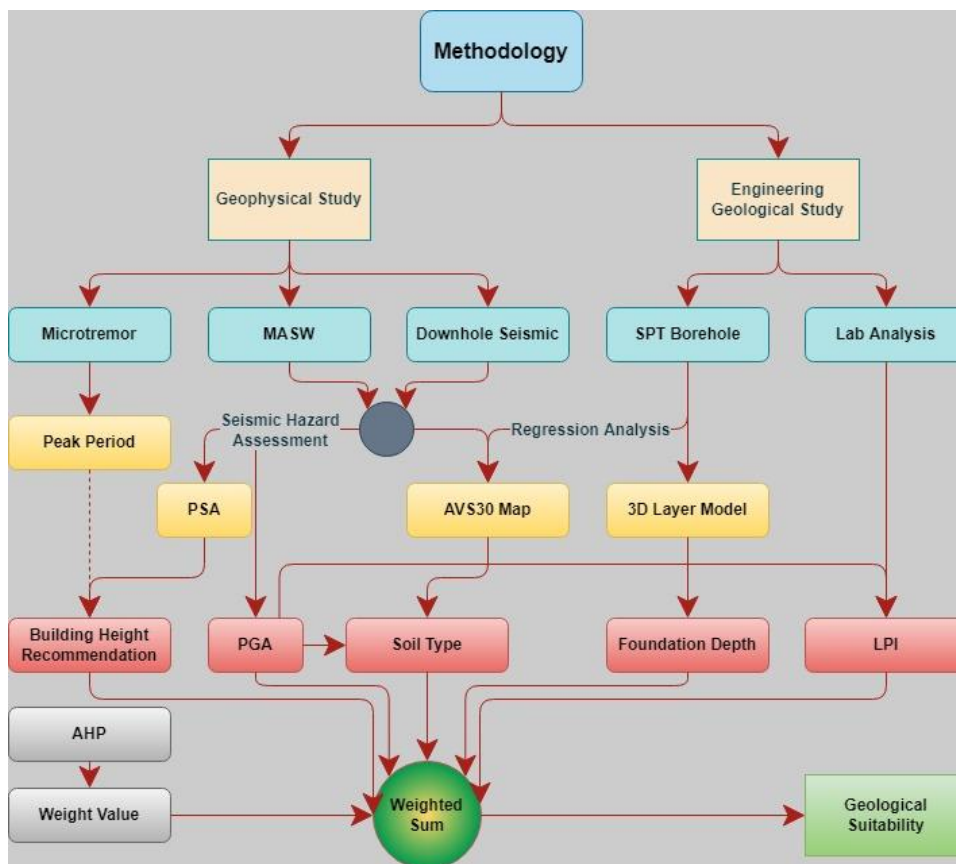 Methodology
Geophysical Study
Engineering
Geological Study
Microtremor
MASW
Downhole Seismic
SPT Borehole
Lab Analysis
Peak Period
Seismic Hazard
Assessment
Regression Analysis
PSA
AVS30 Map
3D Layer Model
Building Height
Recommendation
PGA
Soil Type
Foundation Depth
LPI
AHP
Weight Value
Weighted
Sum
Geological
Suitability